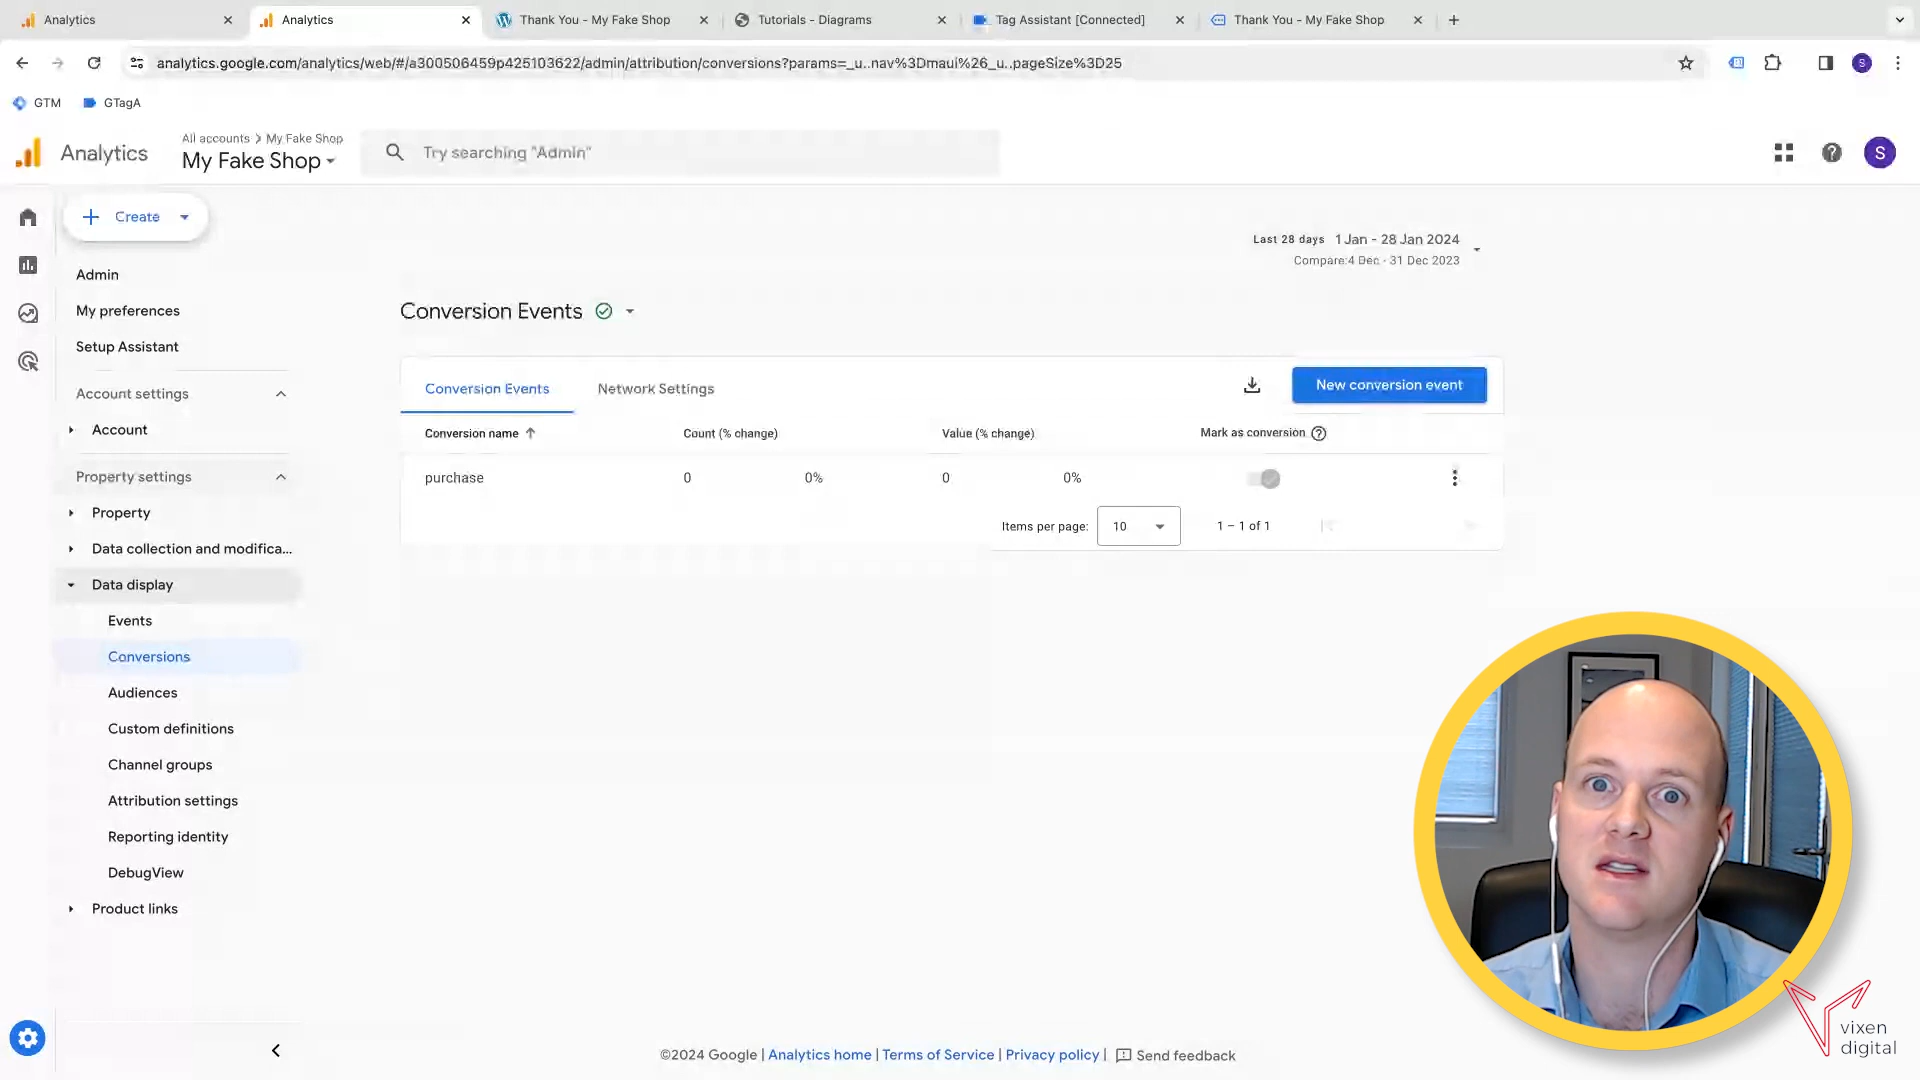 Analytics
Analytics
Thank You - My Fake Shop
Tutorials - Diagrams
Tag Assistant [Connected]
Thank You - My Fake Shop
analytics.google.com/analytics/web/#/a300506459p425103622/admin/attribution/conversions?params=_u..nav%3Dmaui%26_u..pageSize%3D25
S
GTM
GTagA
Analytics
All accounts > My Fake Shop
My Fake Shop
Try searching "Admin"
S
Create
Last 28 days 1 Jan - 28 Jan 2024
Compare:4 Dec - 31 Dec 2023
Admin
My preferences
Setup Assistant
Account settings
Account
Property settings
Property
Data collection and modifica...
Data display
Events
Conversions
Audiences
Custom definitions
Channel groups
Attribution settings
Reporting identity
DebugView
Product links
Conversion Events
Conversion Events
Network Settings
New conversion event
Conversion name
Count (% change)
Value (% change)
Mark as conversion
purchase 0 0% 0 0%
Items per page: 10 1 – 1 of 1
©2024 Google | Analytics home | Terms of Service | Privacy policy | Send feedback
vixen
digital